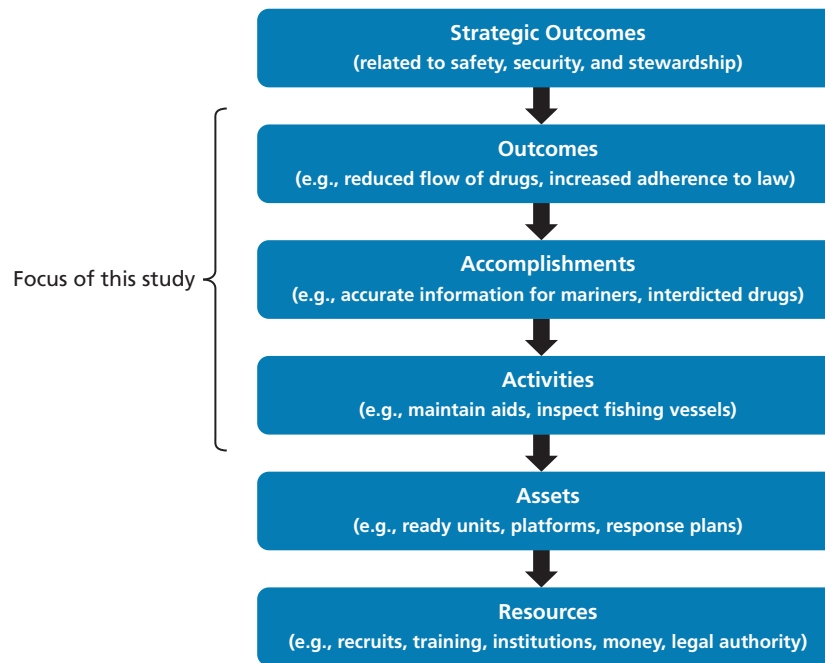 Strategic Outcomes
(related to safety, security, and stewardship)
Outcomes
(e.g., reduced flow of drugs, increased adherence to law)
Focus of this study
Accomplishments
(e.g., accurate information for mariners, interdicted drugs)
Activities
(e.g., maintain aids, inspect fishing vessels)
Assets
(e.g., ready units, platforms, response plans)
Resources
(e.g., recruits, training, institutions, money, legal authority)